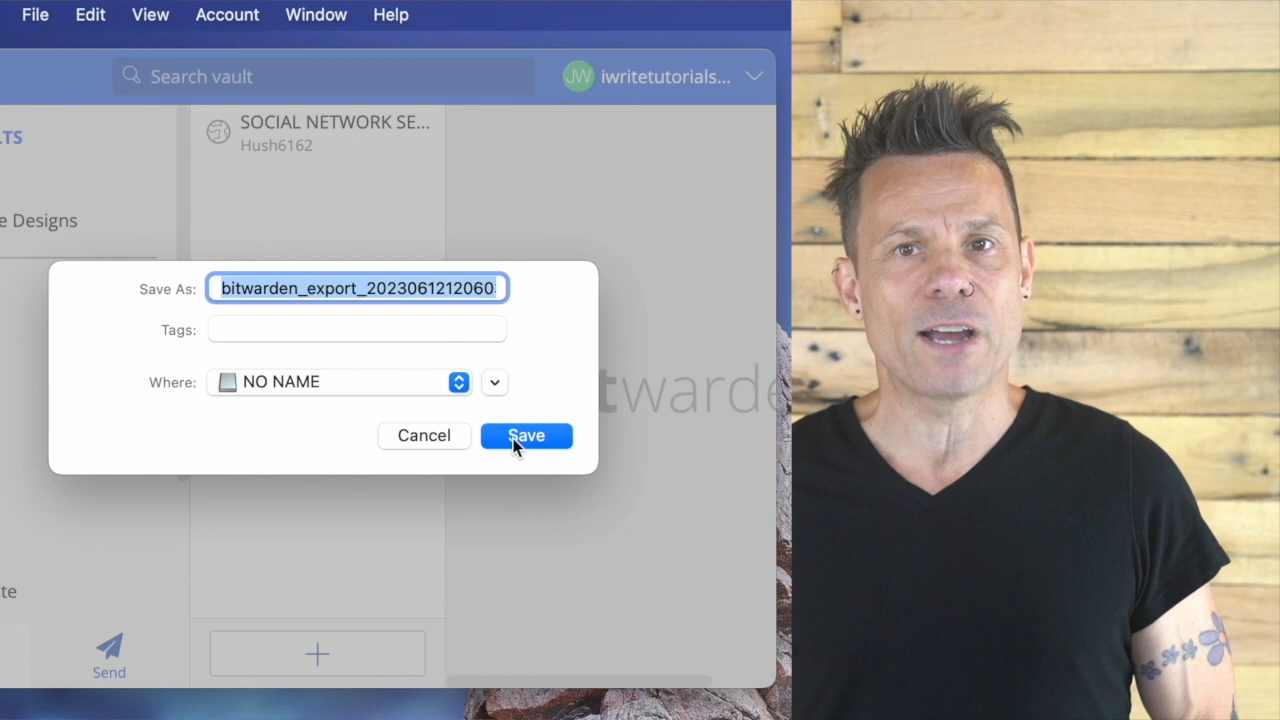 File Edit View Account Window Help
Search vault
JW iwritetutorials...
LTS
SOCIAL NETWORK SE...
Hush6162
e Designs
Save As: bitwarden_export_2023061212060
Tags:
Where: NO NAME
twarde
Cancel Save
te
Send